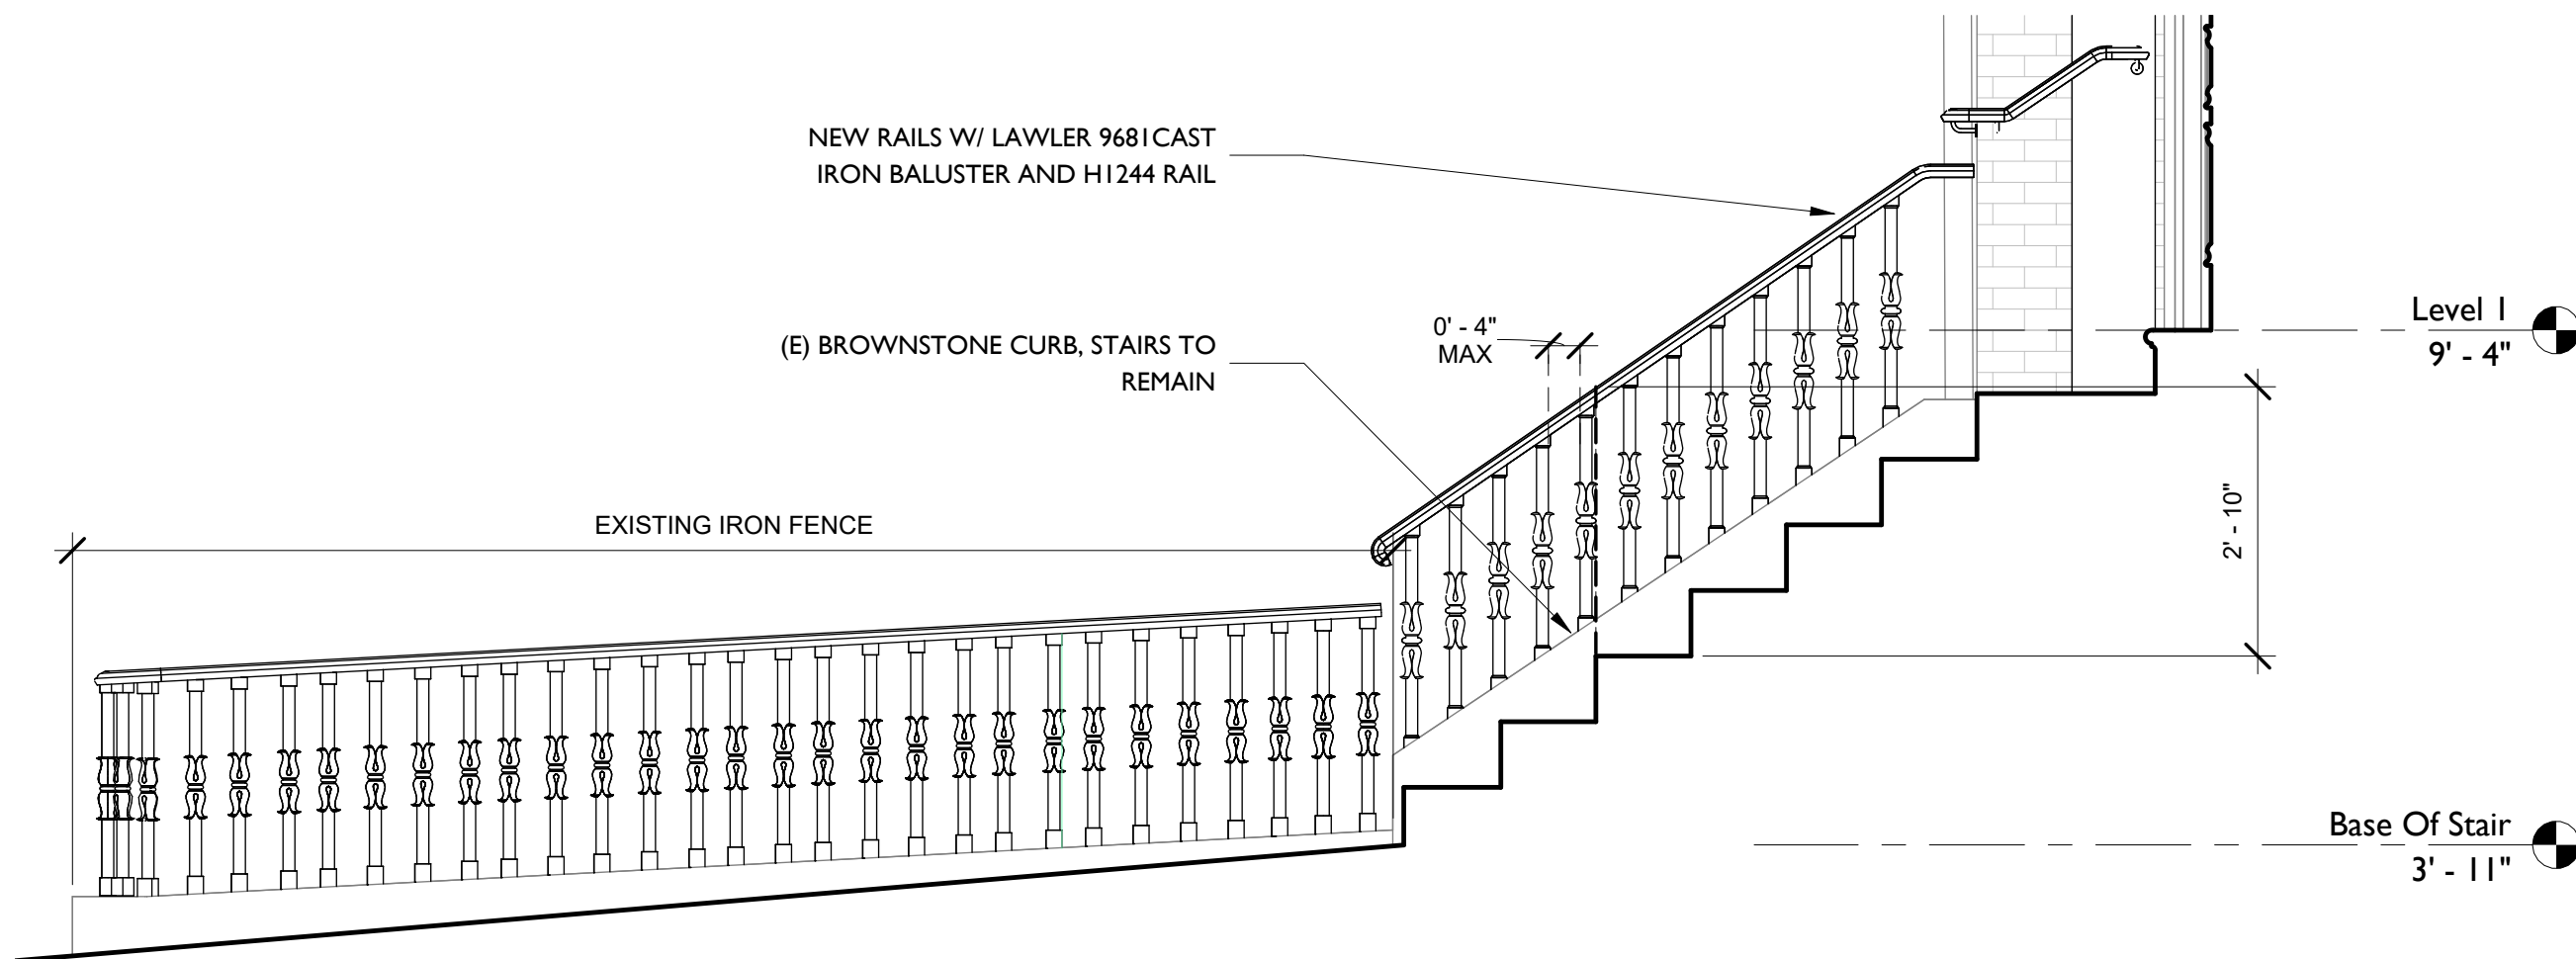 NEW RAILS W/ LAWLER 9681CAST
IRON BALUSTER AND H1244 RAIL
(E) BROWNSTONE CURB, STAIRS TO
REMAIN
0' - 4"
MAX
EXISTING IRON FENCE
Level 1
9' - 4"
2' - 10"
Base Of Stair
3' - 11"